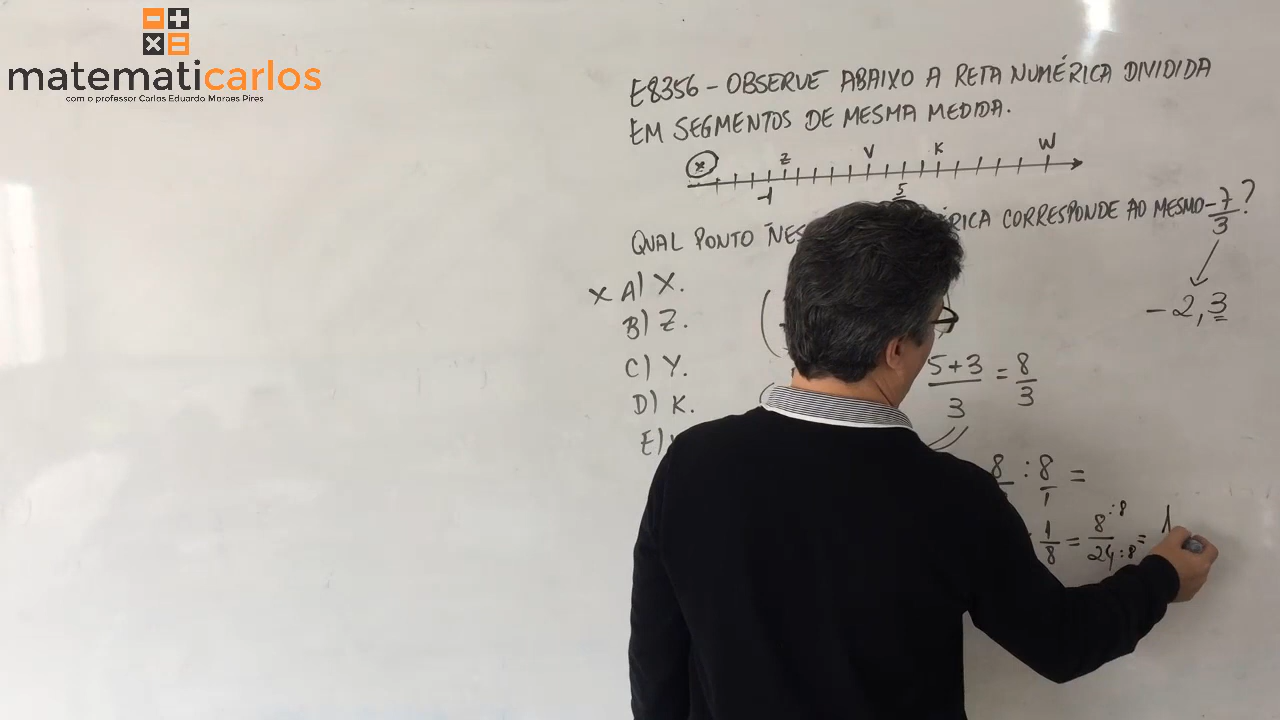 matematicarlos
com o professor Carlos Eduardo Moraes Pires
E8356 - OBSERVE ABAIXO A RETA NUMÉRICA DIVIDIDA
EM SEGMENTOS DE MESMA MEDIDA.
X Z V K W
-1 5
QUAL PONTO CORRESPONDE AO MESMO -7/3?
X A) X.
B) Z.
C) Y.
D) K.
E)
-2,3
5+3/3 = 8/3
8 : 8/1 =
1/8 = 8:8/24:8 = 1